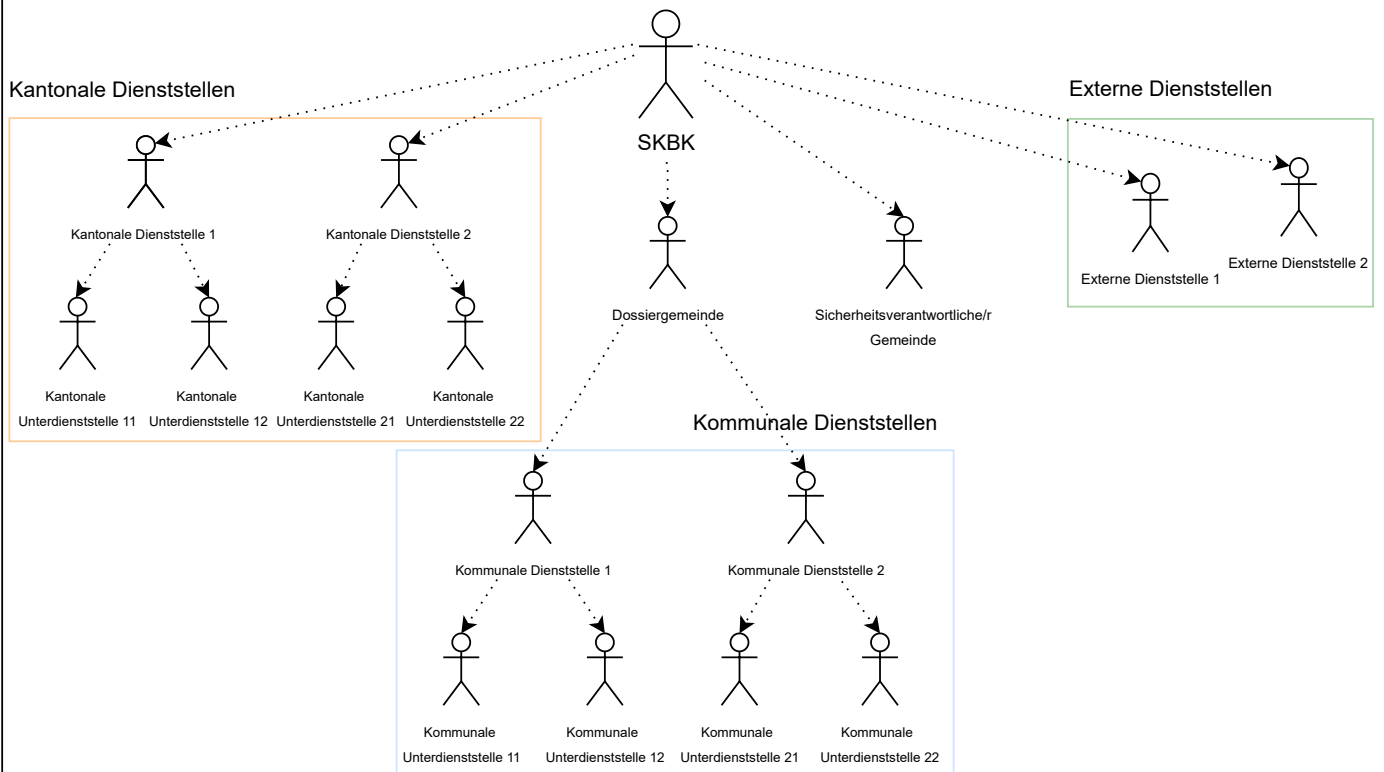 Kantonale Dienststellen
Externe Dienststellen
SKBK
Kantonale Dienststelle 1
Kantonale Dienststelle 2
Externe Dienststelle 1
Externe Dienststelle 2
Dossiergemeinde
Sicherheitsverantwortliche/r
Gemeinde
Kantonale
Unterdienststelle 11
Kantonale
Unterdienststelle 12
Kantonale
Unterdienststelle 21
Kantonale
Unterdienststelle 22
Kommunale Dienststellen
Kommunale Dienststelle 1
Kommunale Dienststelle 2
Kommunale
Unterdienststelle 11
Kommunale
Unterdienststelle 12
Kommunale
Unterdienststelle 21
Kommunale
Unterdienststelle 22